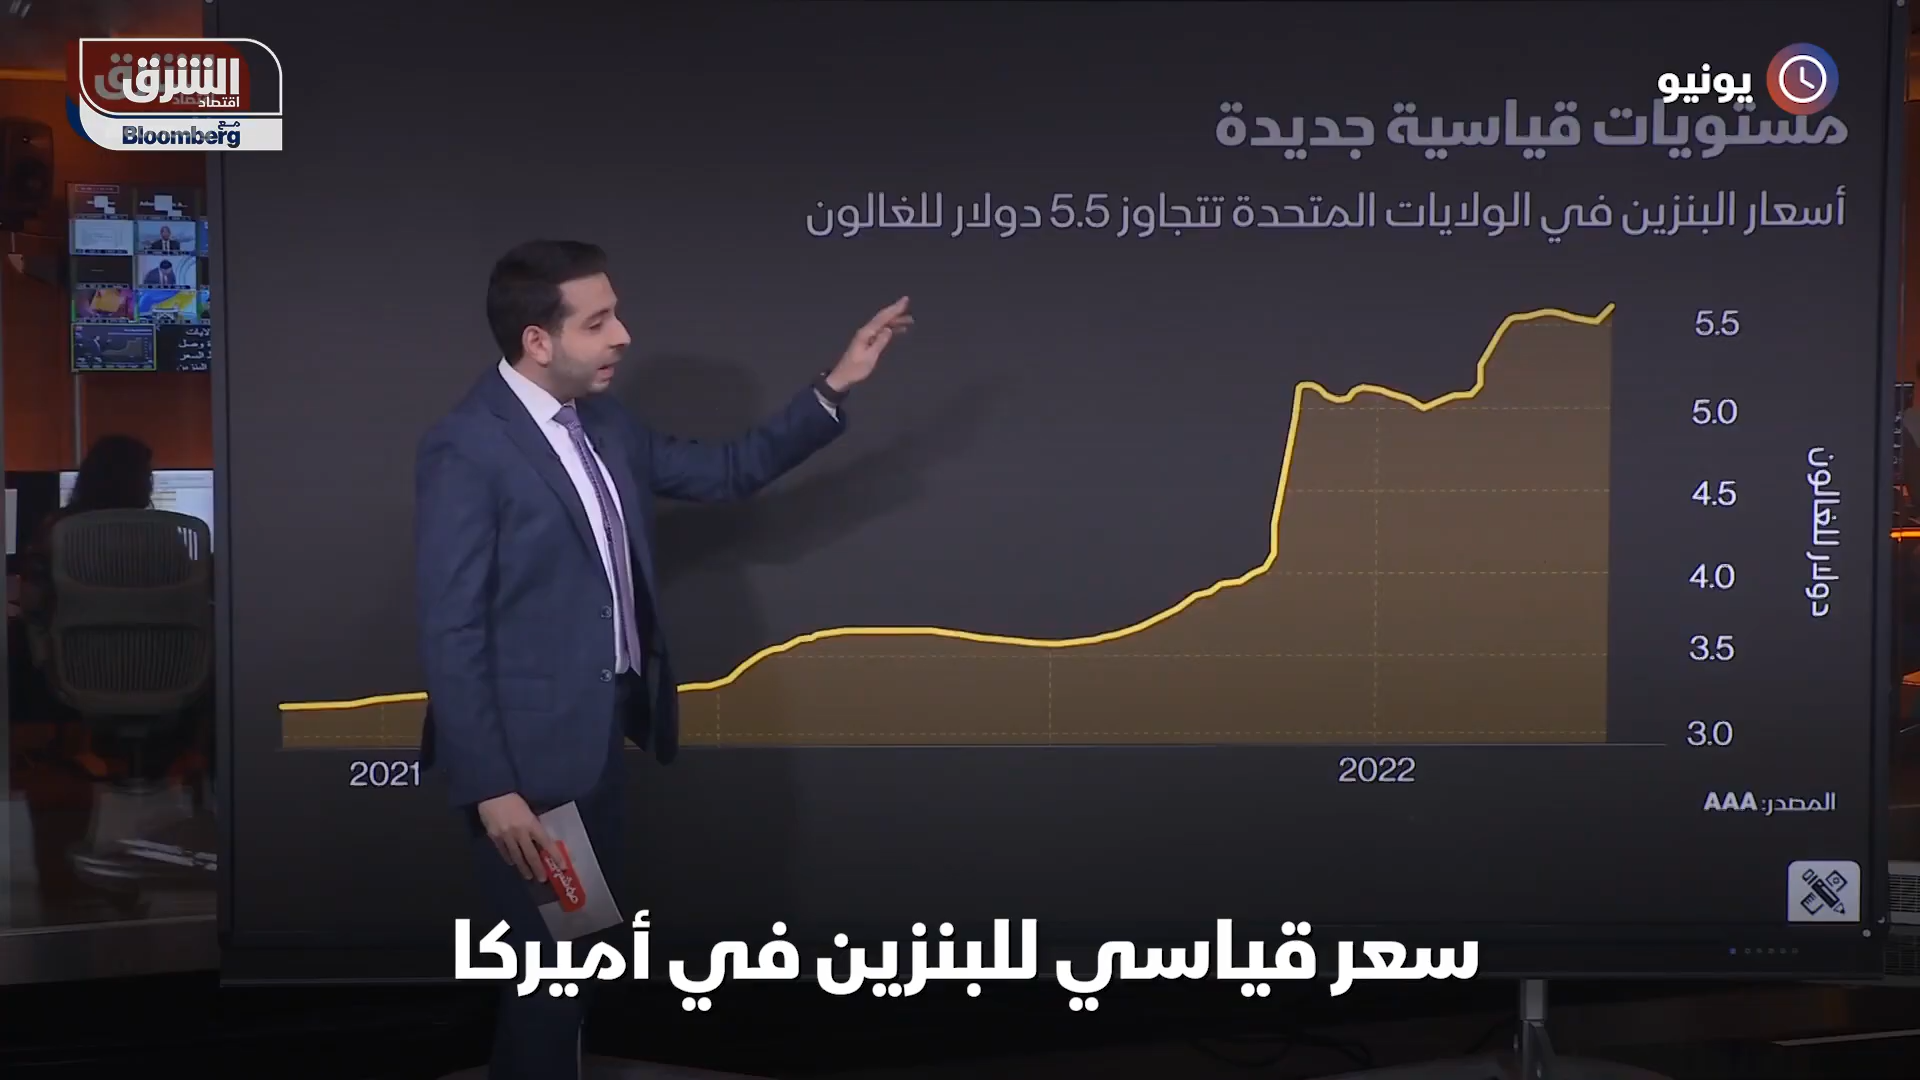 الشرق
اقتصاد
مع
Bloomberg
يونيو
مستويات قياسية جديدة
أسعار البنزين في الولايات المتحدة تتجاوز 5.5 دولار للغالون
5.5
5.0
4.5
4.0
3.5
3.0
دولار للغالون
2021
2022
المصدر: AAA
سعر قياسي للبنزين في أميركا